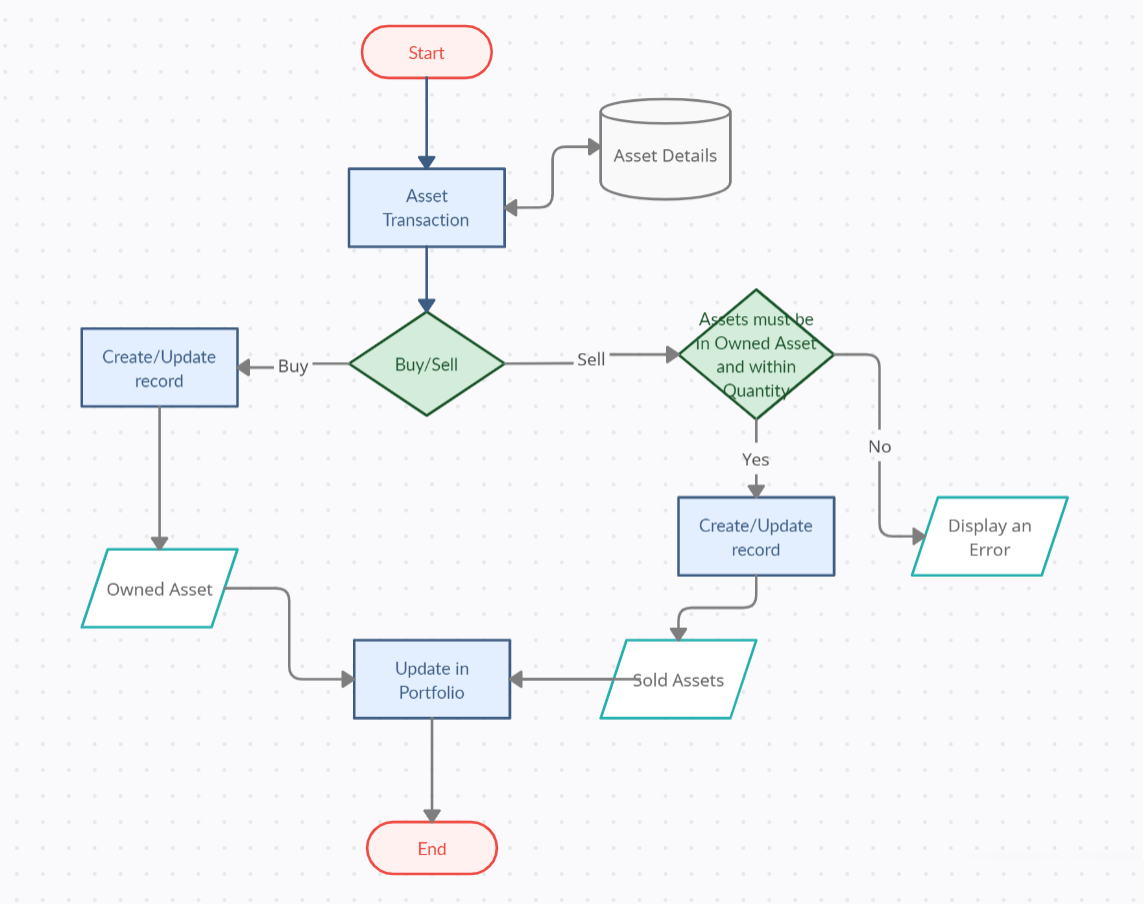 Start
Asset Details
Asset
Transaction
Buy/Sell
Buy
Sell
Create/Update
record
Assets must be
in Owned Asset
and within
Quantity
Yes
No
Create/Update
record
Display an
Error
Owned Asset
Update in
Portfolio
Sold Assets
End